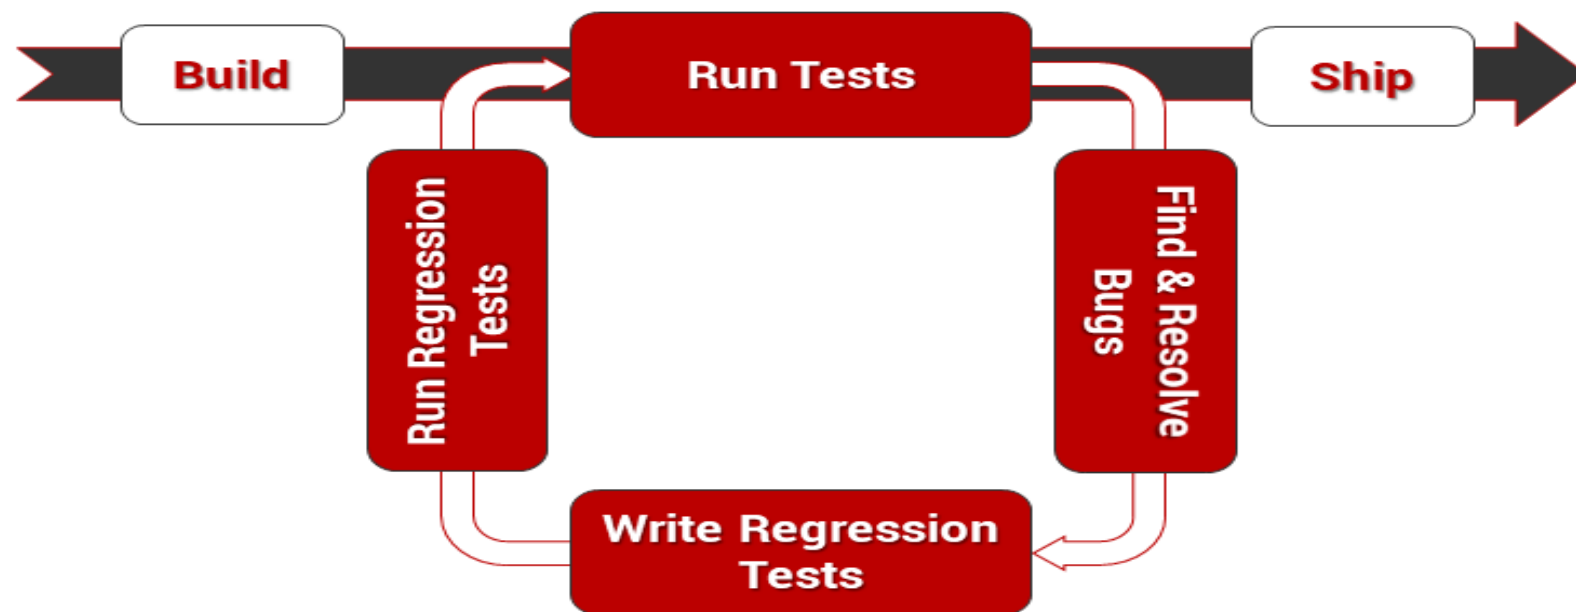 Build
Run Tests
Ship
Find & Resolve
Bugs
Write Regression
Tests
Run Regression
Tests